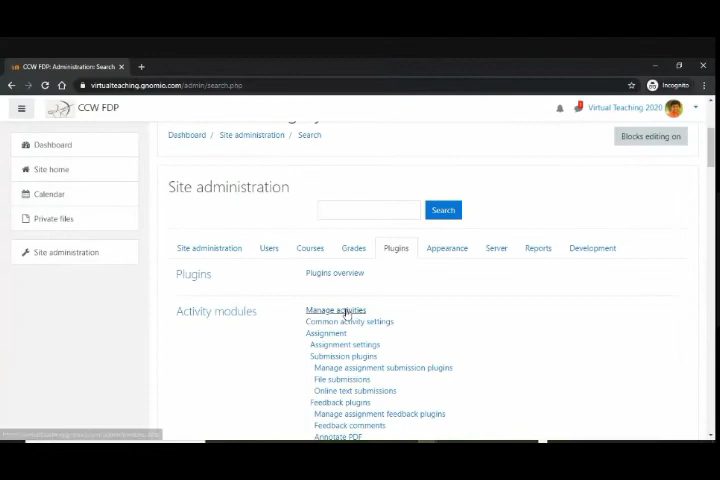 CCW FDP: Administration: Search
virtualteaching.gnomio.com/admin/search.php
Incognito
CCW FDP
Virtual Teaching 2020
Dashboard / Site administration / Search
Blocks editing on
Dashboard
Site home
Calendar
Private files
Site administration
Site administration
Search
Site administration Users Courses Grades Plugins Appearance Server Reports Development
Plugins
Plugins overview
Activity modules
Manage activities
Common activity settings
Assignment
Assignment settings
Submission plugins
Manage assignment submission plugins
File submissions
Online text submissions
Feedback plugins
Manage assignment feedback plugins
Feedback comments
Annotate PDF